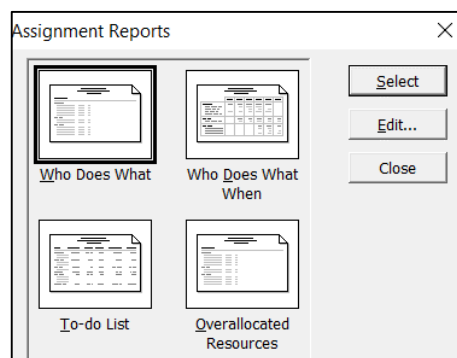 Assignment Reports
Select
Edit...
Close
Who Does What
Who Does What
When
To-do List
Overallocated
Resources